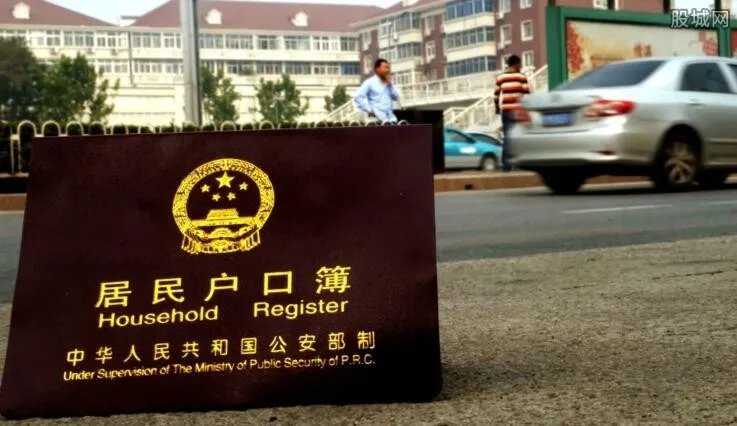 股城网
居民户口簿
Household Register
中华人民共和国公安部制
Under Supervision of The Ministry of Public Security of P.R.C.